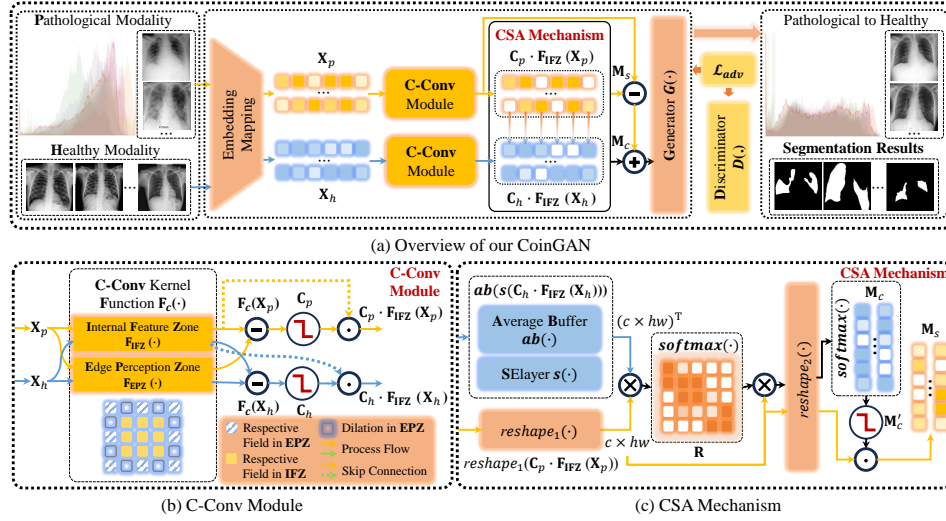 Pathological Modality
...
Healthy Modality
...
Embedding
Mapping
X_p
X_h
C-Conv
Module
C-Conv
Module
CSA Mechanism
C_p · F_IFZ (X_p)
...
...
C_h · F_IFZ (X_h)
M_s
M_c
−
+
Generator G(·)
ℒ_adv
Discriminator
D(·)
Pathological to Healthy
...
Segmentation Results
...
(a) Overview of our CoinGAN
C-Conv Kernel
Function F_c(·)
C-Conv
Module
X_p
X_h
Internal Feature Zone
F_IFZ (·)
Edge Perception Zone
F_EPZ (·)
F_c(X_p)
C_p
C_p · F_IFZ (X_p)
F_c(X_h)
C_h
C_h · F_IFZ (X_h)
Respective
Field in EPZ
Respective
Field in IFZ
Dilation in EPZ
Process Flow
Skip Connection
(b) C-Conv Module
CSA Mechanism
ab(s(C_h · F_IFZ (X_h)))
Average Buffer
ab(·)
SElayer s(·)
(c × hw)^T
reshape_1(·)
c × hw
reshape_1(C_p · F_IFZ (X_p))
softmax(·)
R
reshape_2(·)
softmax(·)
M_c
M_s
M′_c
(c) CSA Mechanism